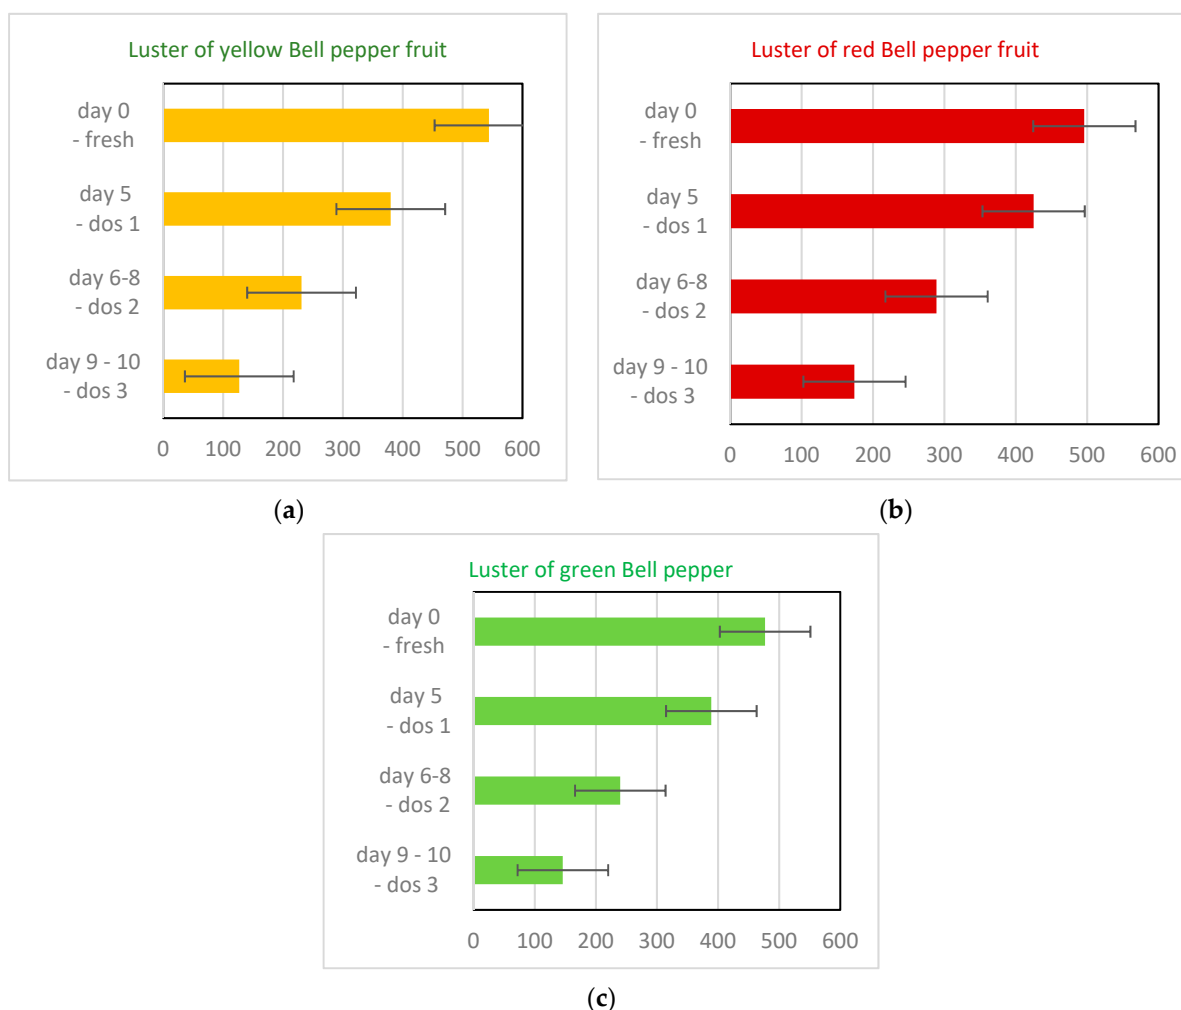 Luster of yellow Bell pepper fruit
day 0
- fresh
day 5
- dos 1
day 6-8
- dos 2
day 9 - 10
- dos 3
0 100 200 300 400 500 600
(a)
Luster of red Bell pepper fruit
day 0
- fresh
day 5
- dos 1
day 6-8
- dos 2
day 9 - 10
- dos 3
0 100 200 300 400 500 600
(b)
Luster of green Bell pepper
day 0
- fresh
day 5
- dos 1
day 6-8
- dos 2
day 9 - 10
- dos 3
0 100 200 300 400 500 600
(c)